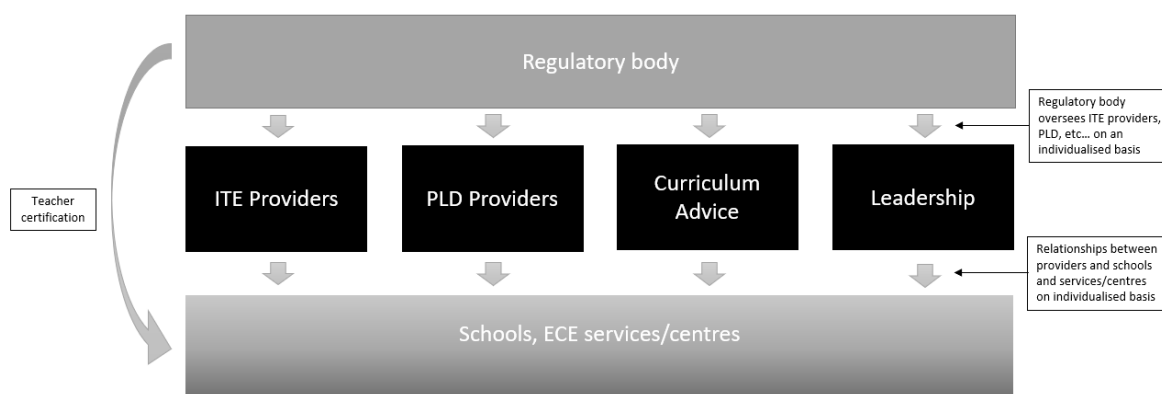 Regulatory body
Regulatory body
oversees ITE providers,
PLD, etc... on an
individualised basis
ITE Providers
PLD Providers
Curriculum
Advice
Leadership
Teacher
certification
Relationships between
providers and schools
and services/centres
on individualised basis
Schools, ECE services/centres